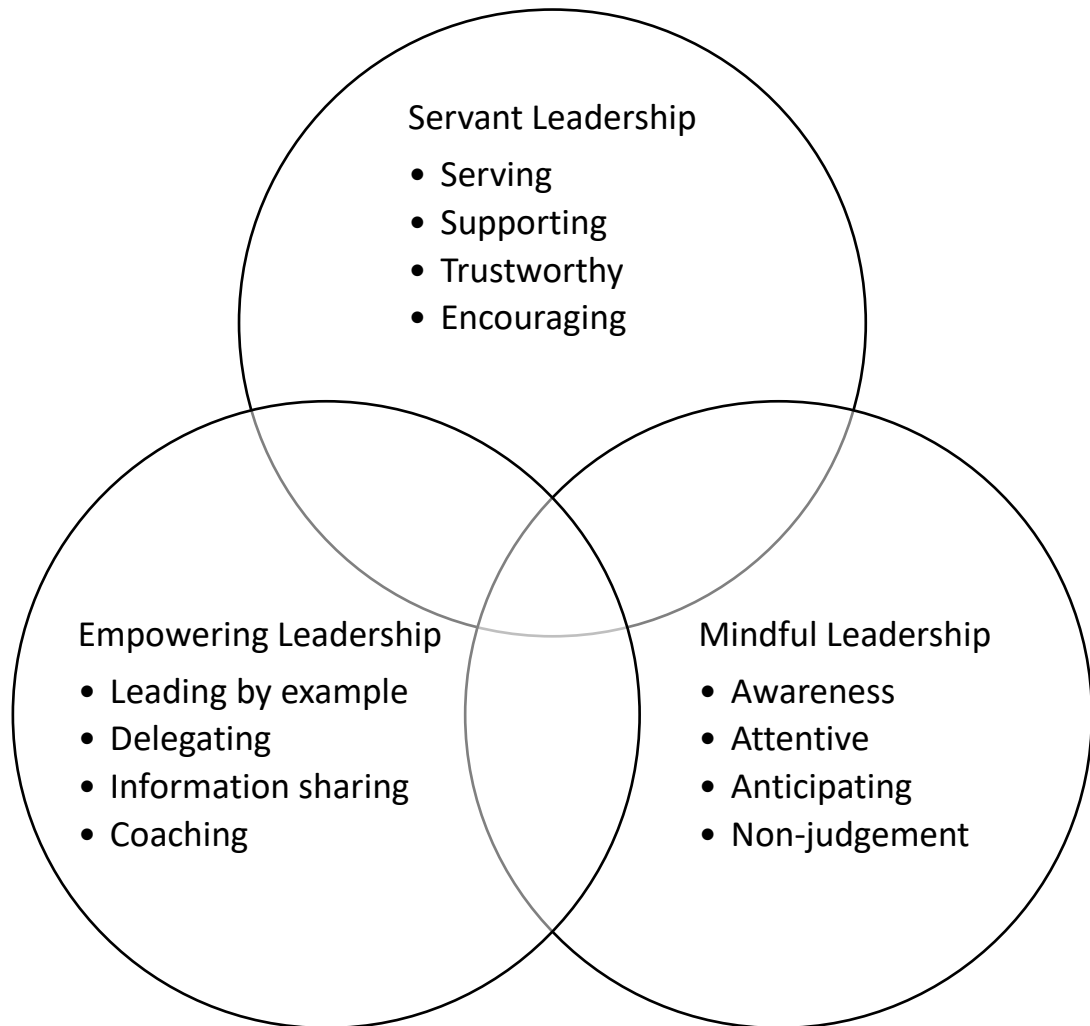 Servant Leadership
• Serving
• Supporting
• Trustworthy
• Encouraging
Empowering Leadership
• Leading by example
• Delegating
• Information sharing
• Coaching
Mindful Leadership
• Awareness
• Attentive
• Anticipating
• Non-judgement